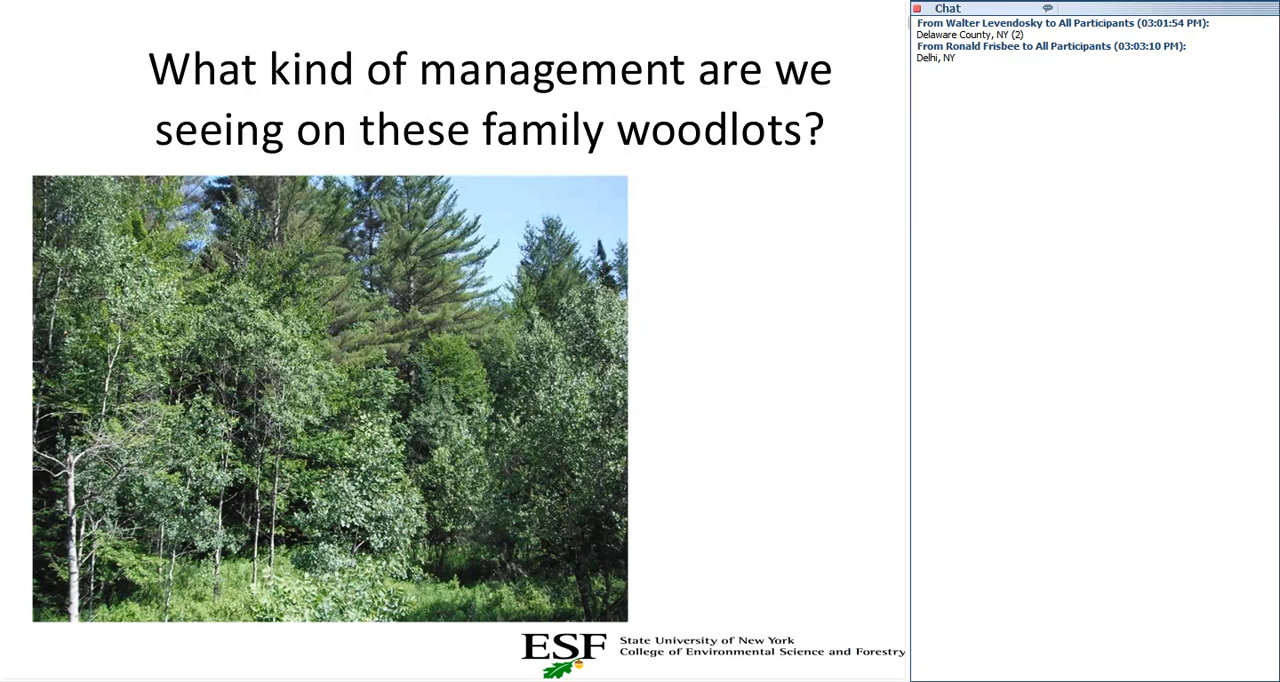 What kind of management are we
seeing on these family woodlots?
ESF
State University of New York
College of Environmental Science and Forestry
Chat
From Walter Levendosky to All Participants (03:01:54 PM):
Delaware County, NY (2)
From Ronald Frisbee to All Participants (03:03:10 PM):
Delhi, NY